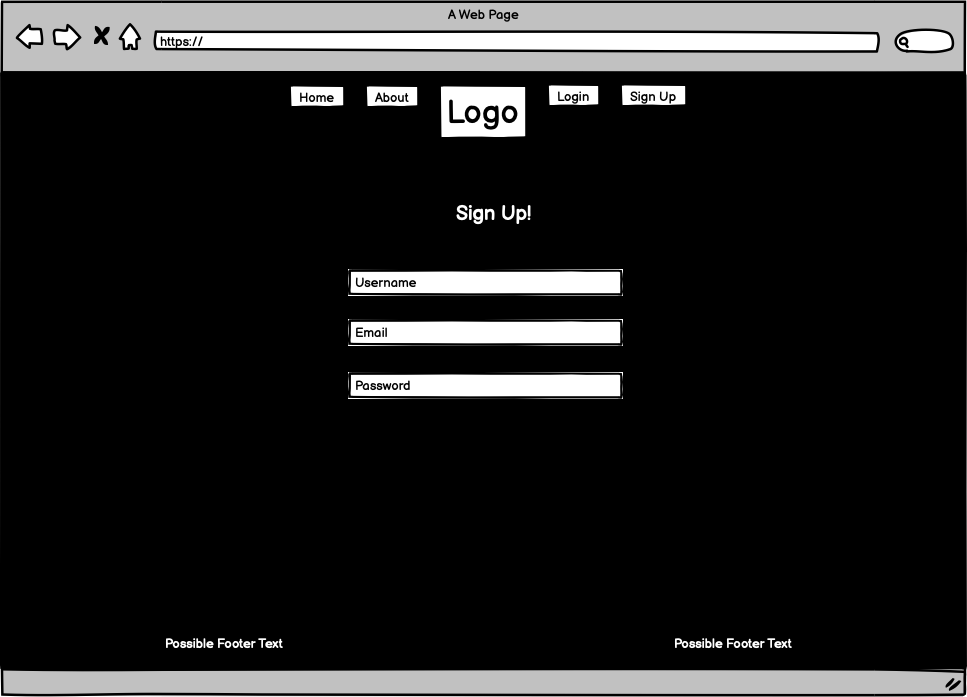 A Web Page
https://
Home About Logo Login Sign Up
Sign Up!
Username
Email
Password
Possible Footer Text Possible Footer Text